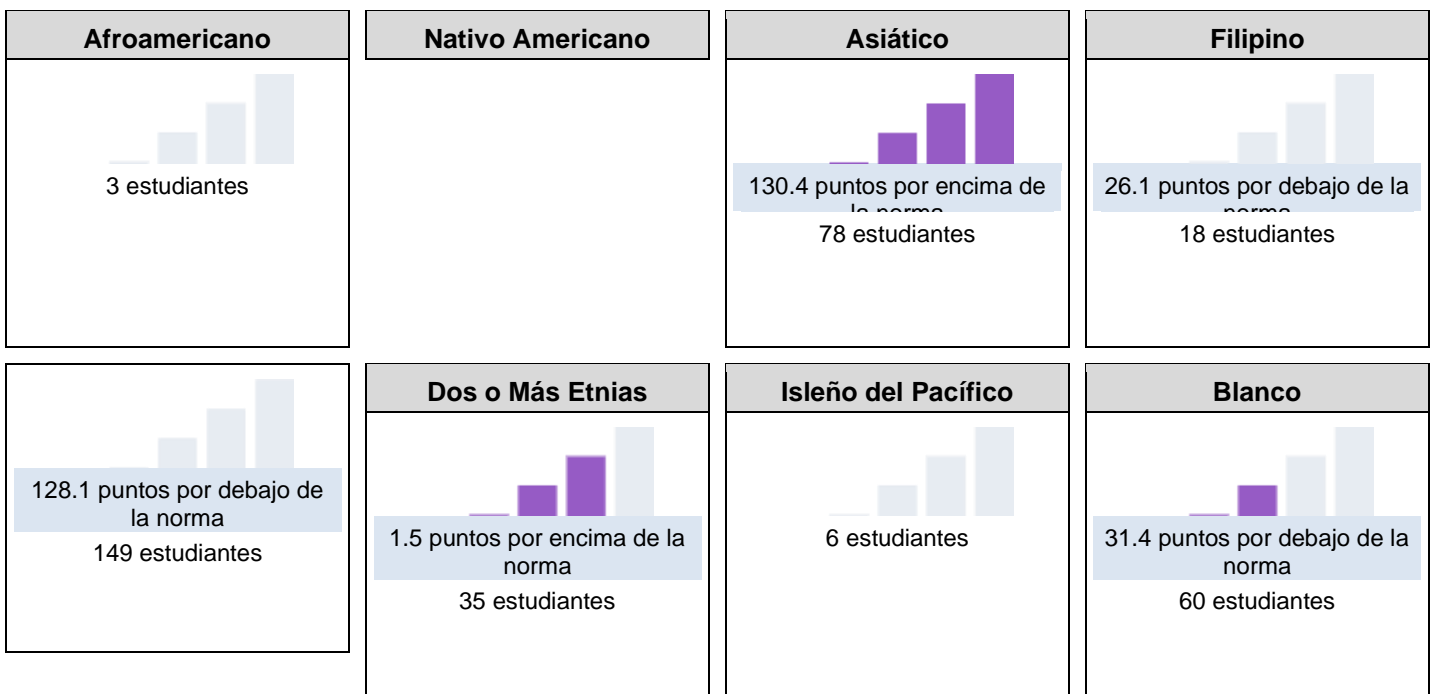 Afroamericano
3 estudiantes
Nativo Americano
Asiático
130.4 puntos por encima de
la norma
78 estudiantes
Filipino
26.1 puntos por debajo de la
norma
18 estudiantes
128.1 puntos por debajo de
la norma
149 estudiantes
Dos o Más Etnias
1.5 puntos por encima de la
norma
35 estudiantes
Isleño del Pacífico
6 estudiantes
Blanco
31.4 puntos por debajo de la
norma
60 estudiantes